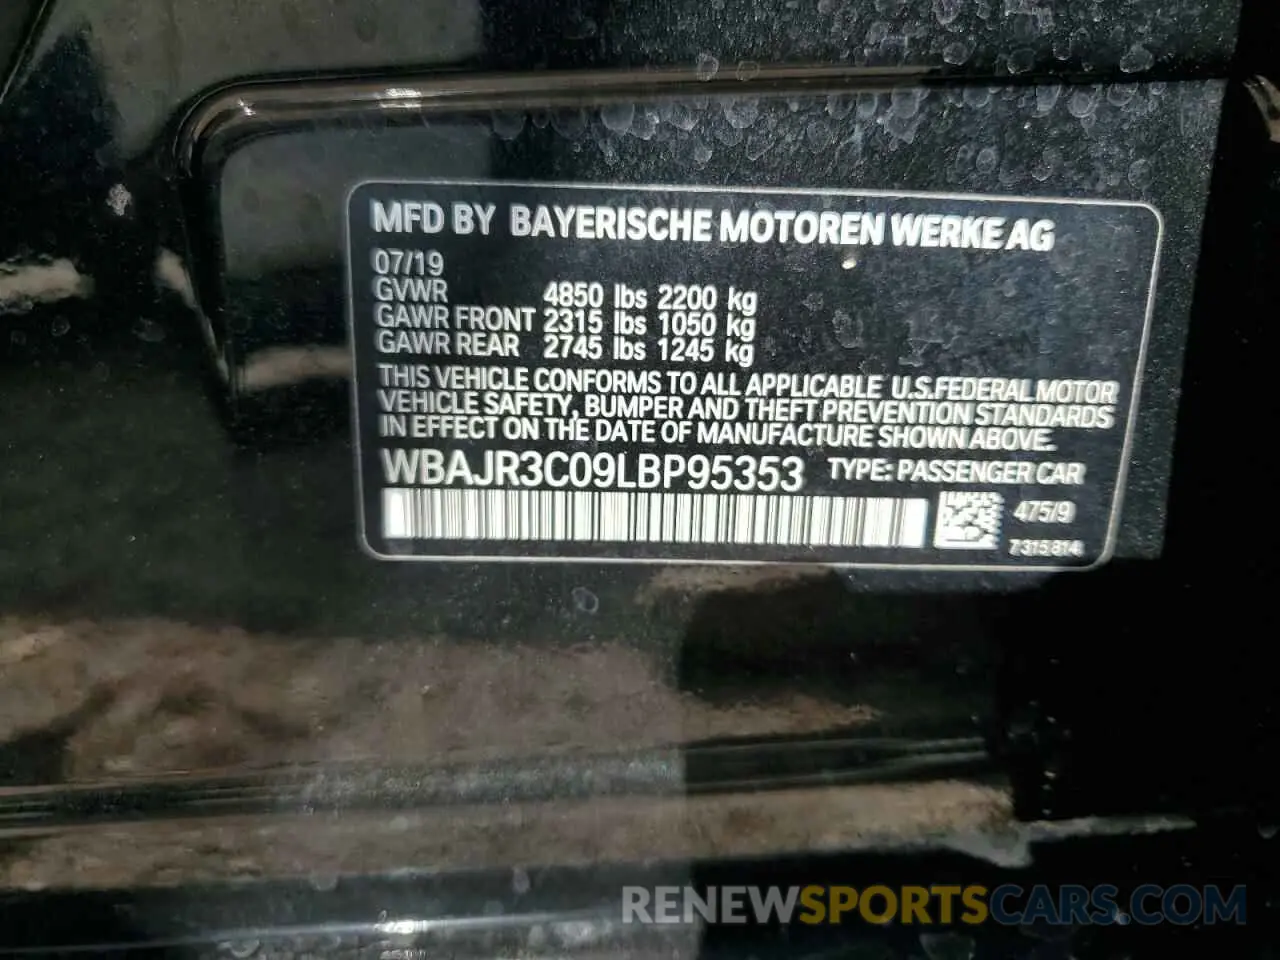 MFD BY BAYERISCHE MOTOREN WERKE AG
07/19
GVWR 4850 lbs 2200 kg
GAWR FRONT 2315 lbs 1050 kg
GAWR REAR 2745 lbs 1245 kg
THIS VEHICLE CONFORMS TO ALL APPLICABLE U.S.FEDERAL MOTOR
VEHICLE SAFETY, BUMPER AND THEFT PREVENTION STANDARDS
IN EFFECT ON THE DATE OF MANUFACTURE SHOWN ABOVE.
WBAJR3C09LBP95353 TYPE: PASSENGER CAR
475/9
7 315 814
RENEWSPORTSCARS.COM